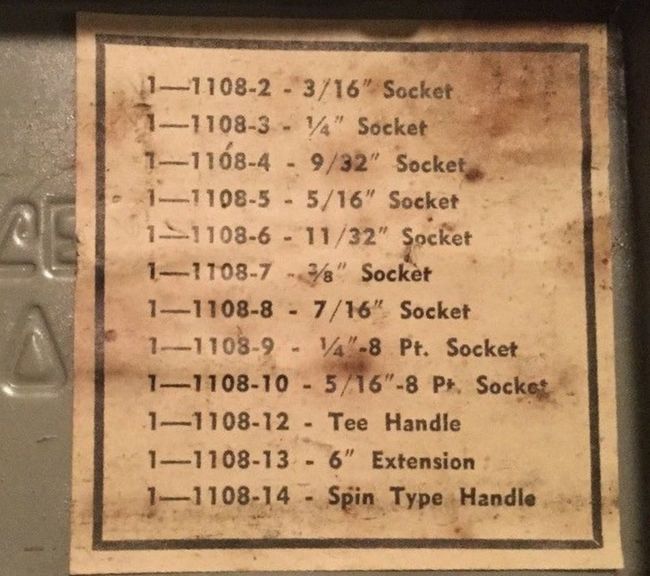 1—1108-2 - 3/16" Socket
1—1108-3 - ¼" Socket
1—1108-4 - 9/32" Socket
1—1108-5 - 5/16" Socket
1—1108-6 - 11/32" Socket
1—1108-7 - ⅜" Socket
1—1108-8 - 7/16" Socket
1—1108-9 - ¼"-8 Pt. Socket
1—1108-10 - 5/16"-8 Pt. Socket
1—1108-12 - Tee Handle
1—1108-13 - 6" Extension
1—1108-14 - Spin Type Handle